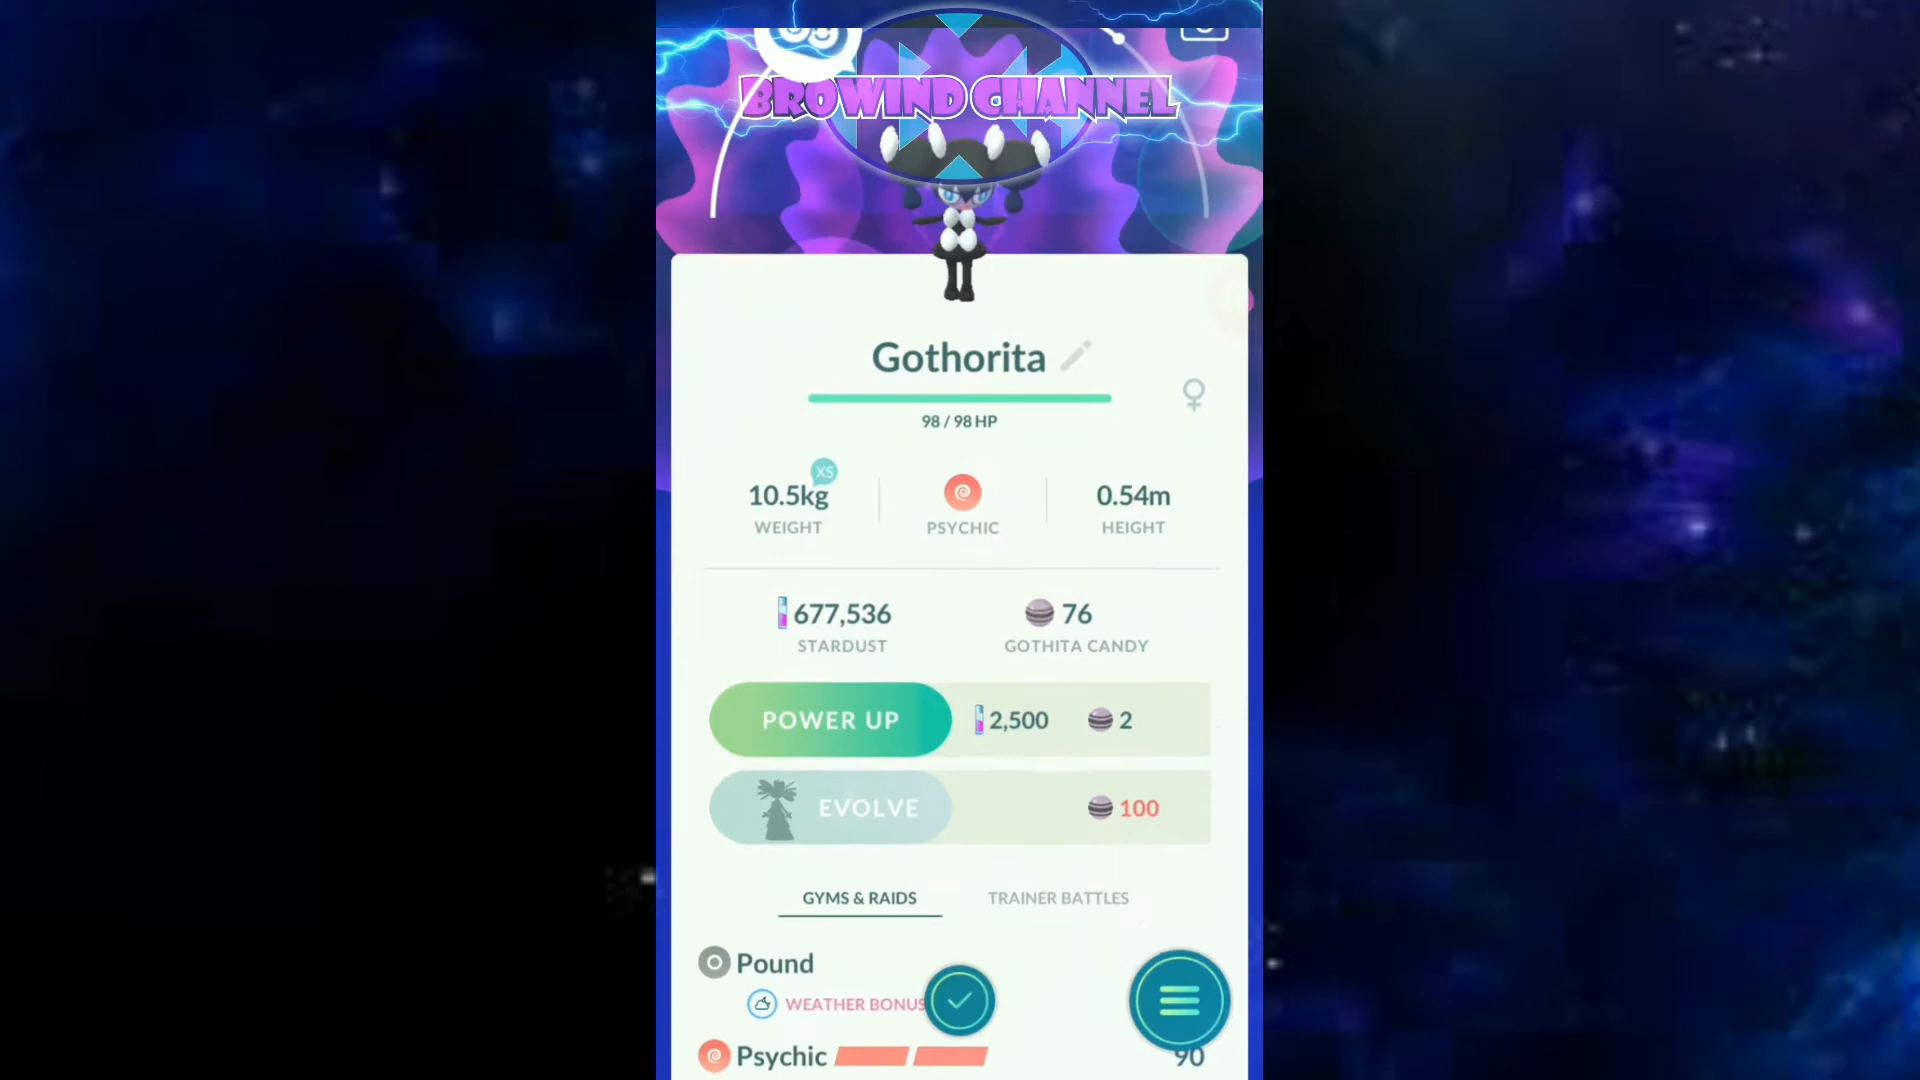 BROWIND CHANNEL
Gothorita
98 / 98 HP
XS
10.5kg
WEIGHT
PSYCHIC
0.54m
HEIGHT
677,536
STARDUST
76
GOTHITA CANDY
POWER UP 2,500 2
EVOLVE 100
GYMS & RAIDS TRAINER BATTLES
Pound
WEATHER BONUS
Psychic 90